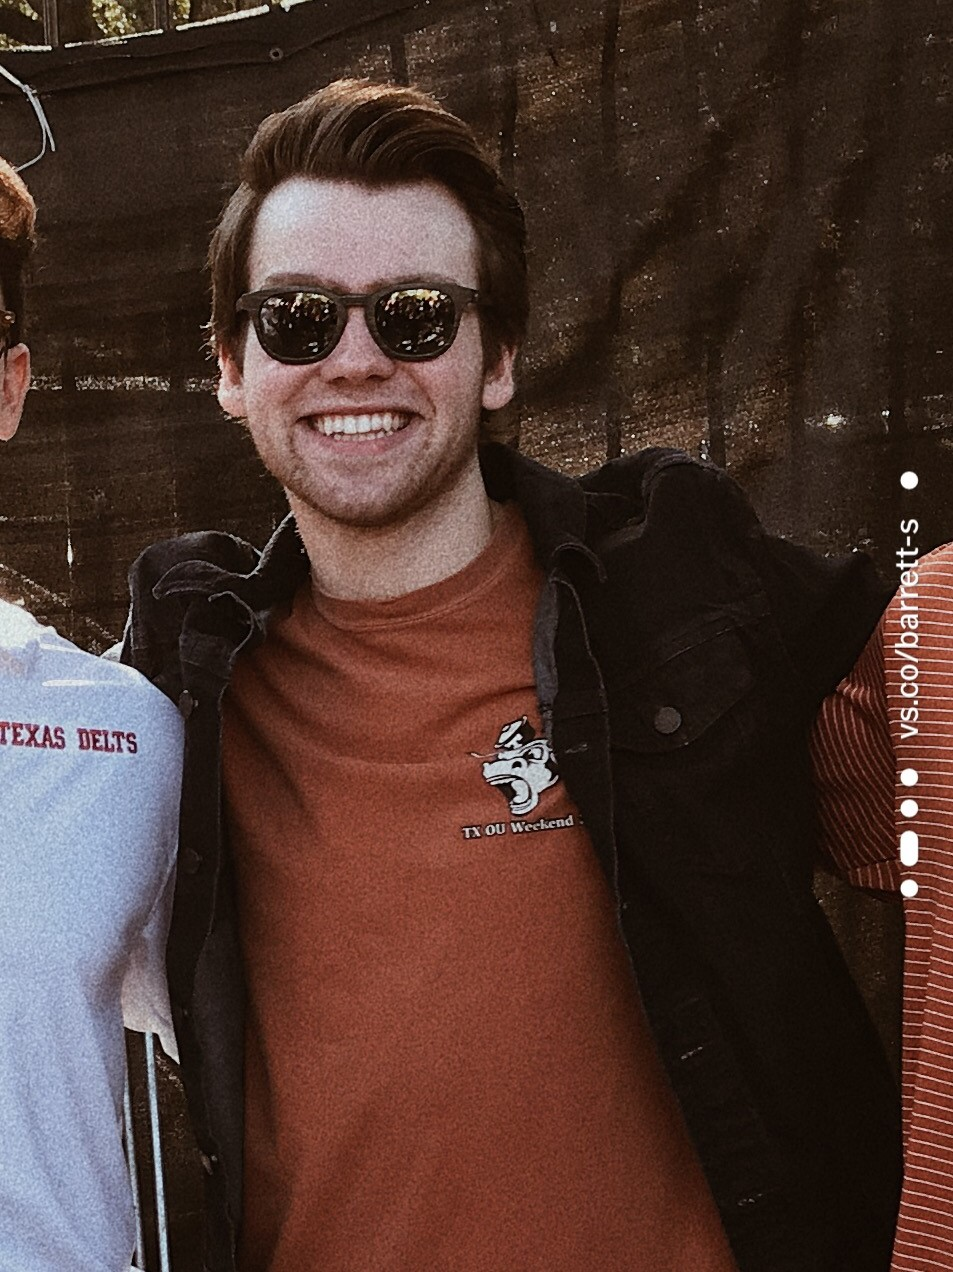 TEXAS DELTS
TX OU Weekend
vs.co/barrett-s